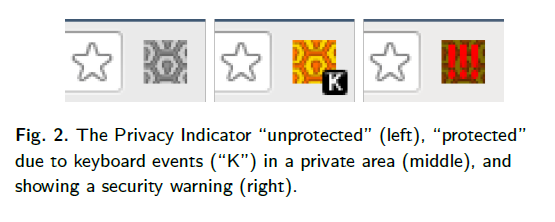 K
!!!
Fig. 2. The Privacy Indicator “unprotected” (left), “protected”
due to keyboard events (“K”) in a private area (middle), and
showing a security warning (right).